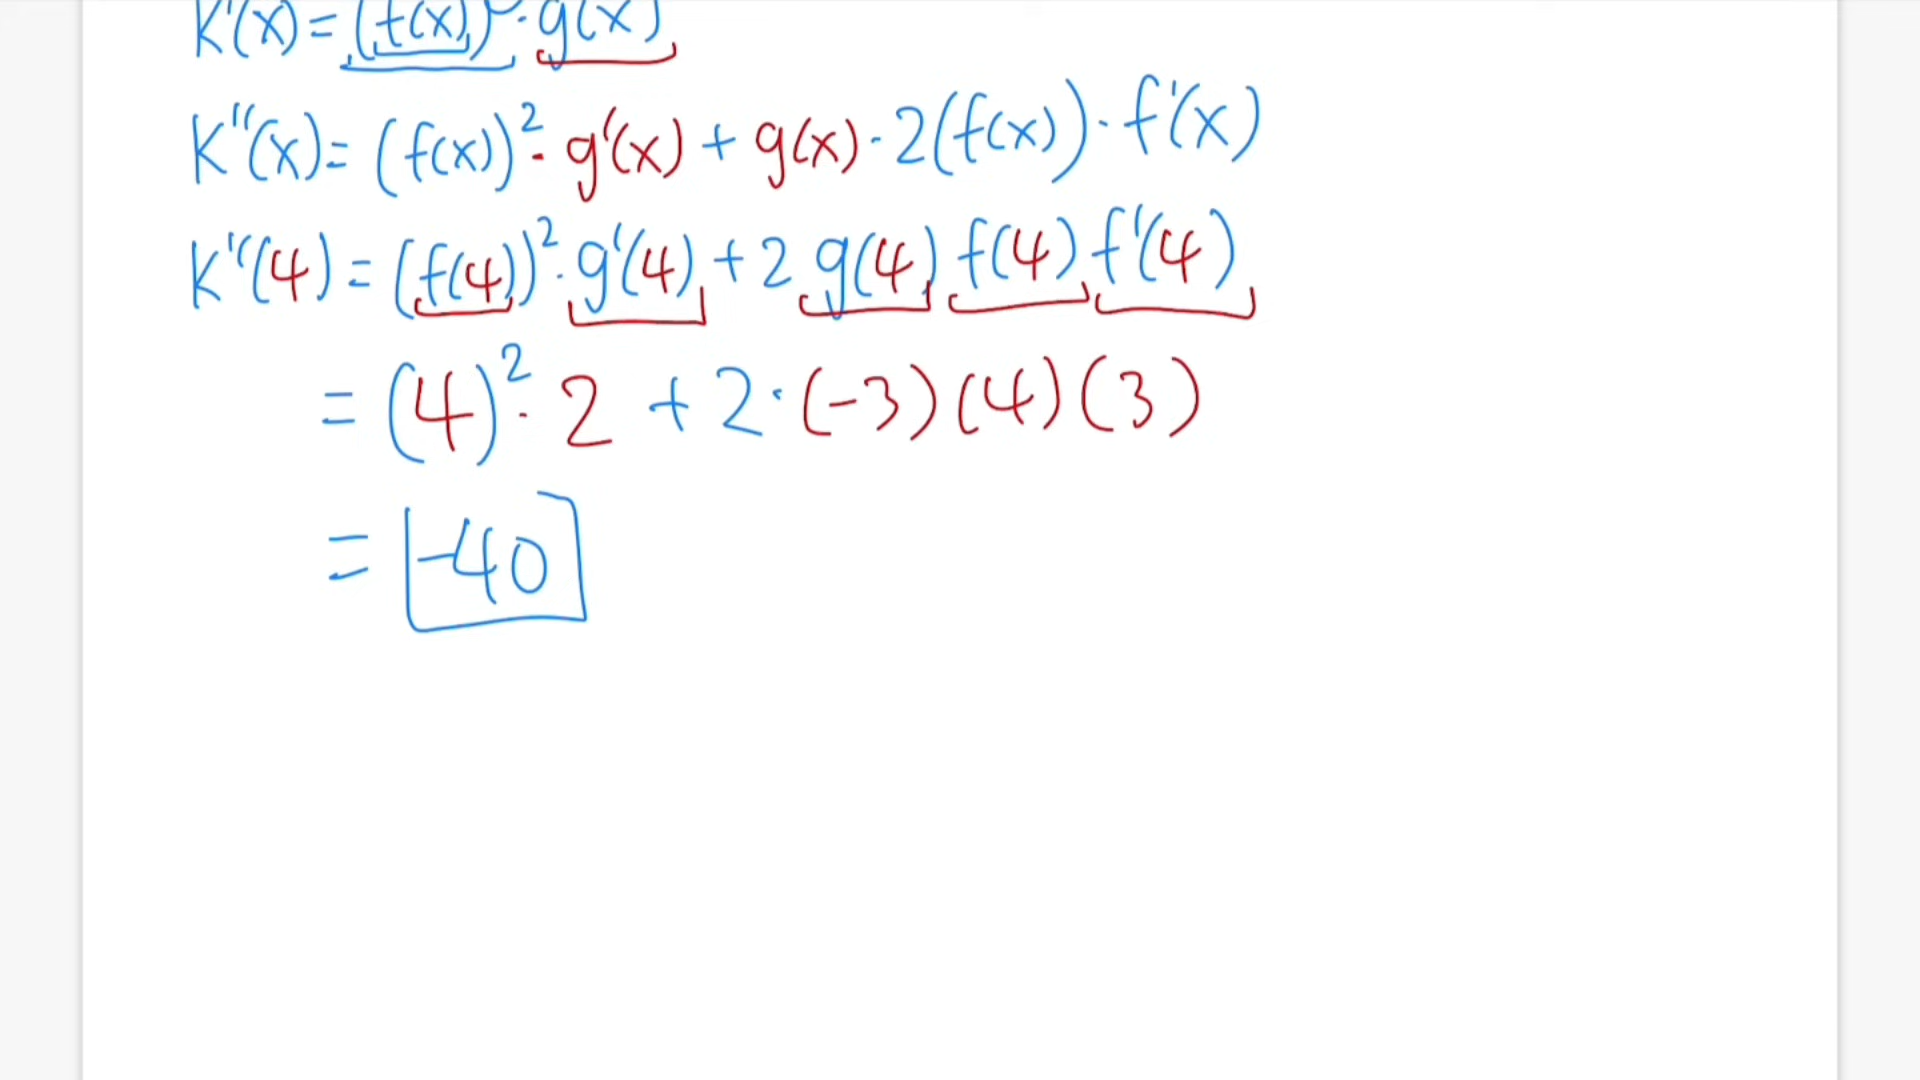 K'(x) = (f(x))² · g(x)
K''(x) = (f(x))² · g'(x) + g(x) · 2(f(x)) · f'(x)
K''(4) = (f(4))² · g'(4) + 2 g(4) f(4) f'(4)
= (4)² · 2 + 2 · (-3)(4)(3)
= -40